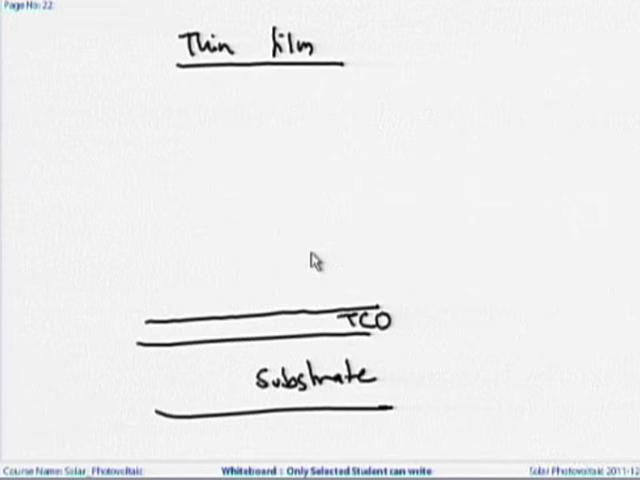 Page No: 22
Thin film
TCO
Substrate
Course Name: Solar_Photovoltaic Whiteboard : Only Selected Student can write Solar Photovoltaic 2011-12